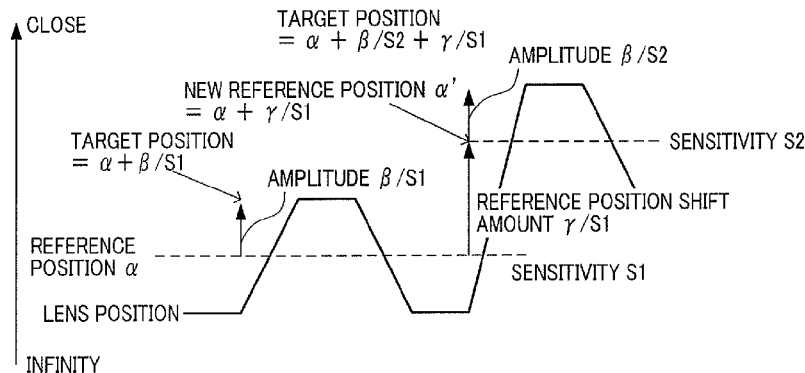 CLOSE
TARGET POSITION
= α + β/S2 + γ/S1
AMPLITUDE β/S2
NEW REFERENCE POSITION α'
= α + γ/S1
TARGET POSITION
= α + β/S1
SENSITIVITY S2
AMPLITUDE β/S1
REFERENCE POSITION SHIFT
AMOUNT γ/S1
REFERENCE
POSITION α
SENSITIVITY S1
LENS POSITION
INFINITY